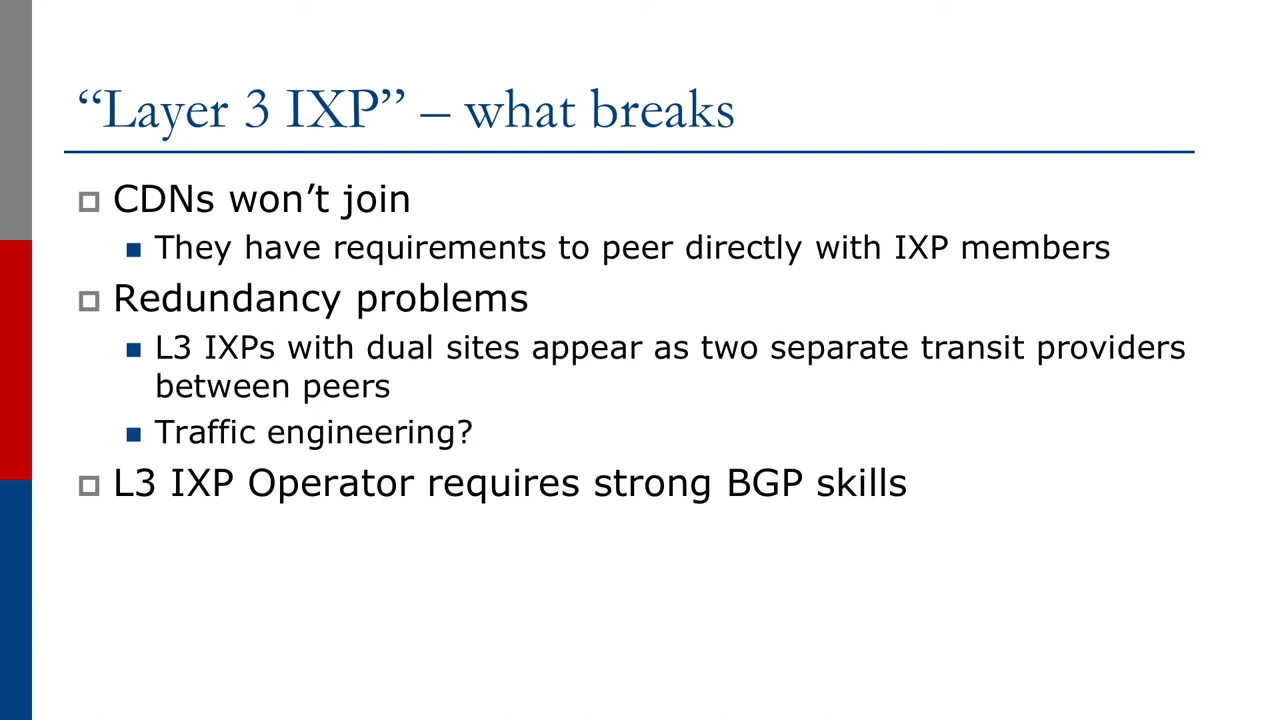 “Layer 3 IXP” – what breaks
CDNs won’t join
They have requirements to peer directly with IXP members
Redundancy problems
L3 IXPs with dual sites appear as two separate transit providers
between peers
Traffic engineering?
L3 IXP Operator requires strong BGP skills